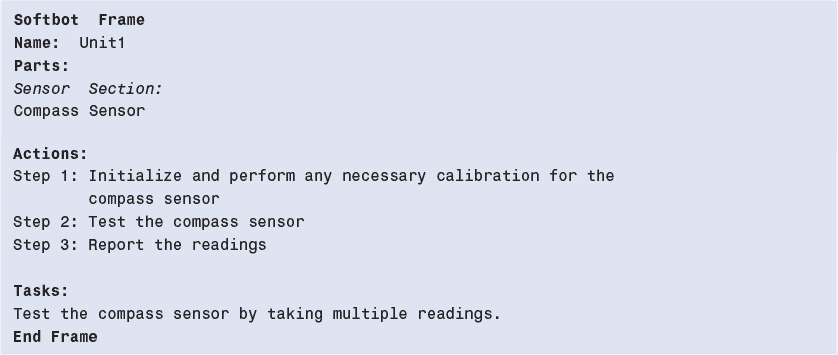 Softbot Frame
Name: Unit1
Parts:
Sensor Section:
Compass Sensor
Actions:
Step 1: Initialize and perform any necessary calibration for the
compass sensor
Step 2: Test the compass sensor
Step 3: Report the readings
Tasks:
Test the compass sensor by taking multiple readings.
End Frame